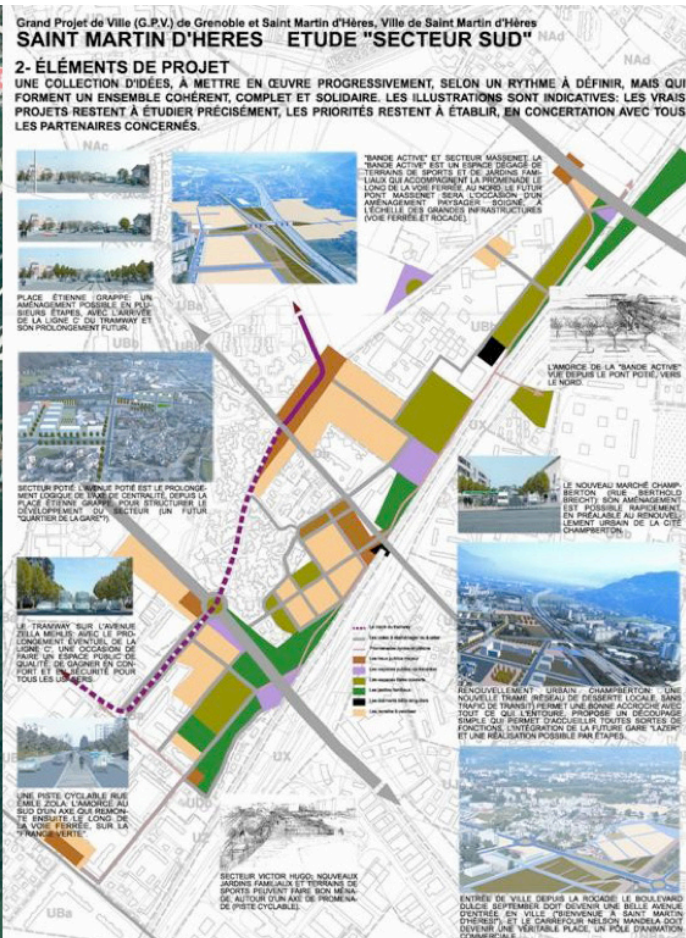 Grand Projet de Ville (G.P.V.) de Grenoble et Saint Martin d'Hères, Ville de Saint Martin d'Hères
SAINT MARTIN D'HERES ETUDE "SECTEUR SUD"
2- ÉLÉMENTS DE PROJET
UNE COLLECTION D'IDÉES, À METTRE EN ŒUVRE PROGRESSIVEMENT, SELON UN RYTHME À DÉFINIR, MAIS QUI
FORMENT UN ENSEMBLE COHÉRENT, COMPLET ET SOLIDAIRE. LES ILLUSTRATIONS SONT INDICATIVES: LES VRAIS
PROJETS RESTENT À ÉTUDIER PRÉCISÉMENT, LES PRIORITÉS RESTENT À ÉTABLIR, EN CONCERTATION AVEC TOUS
LES PARTENAIRES CONCERNÉS.
NAd
NAd
NAc
"BANDE ACTIVE" ET SECTEUR MASSENET: LA
"BANDE ACTIVE" EST UN ESPACE DÉGAGÉ DE
TERRAINS DE SPORTS ET DE JARDINS FAMI-
LIAUX QUI ACCOMPAGNENT LA PROMENADE LE
LONG DE LA VOIE FERRÉE. AU NORD, LE FUTUR
PONT MASSENET SERA L'OCCASION D'UN
AMÉNAGEMENT PAYSAGER SOIGNÉ, À
L'ÉCHELLE DES GRANDES INFRASTRUCTURES
(VOIE FERRÉE ET ROCADE).
PLACE ÉTIENNE GRAPPE: UN
AMÉNAGEMENT POSSIBLE EN PLU-
SIEURS ÉTAPES, AVEC L'ARRIVÉE
DE LA LIGNE C' DU TRAMWAY ET
SON PROLONGEMENT FUTUR.
UBa
UBb
UBb
L'AMORCE DE LA "BANDE ACTIVE"
VUE DEPUIS LE PONT POTIÉ, VERS
LE NORD.
SECTEUR POTIÉ: L'AVENUE POTIÉ EST LE PROLONGE-
MENT LOGIQUE DE L'AXE DE CENTRALITÉ, DEPUIS LA
PLACE ÉTIENNE GRAPPE, POUR STRUCTURER LE
DÉVELOPPEMENT DU SECTEUR (UN FUTUR
"QUARTIER DE LA GARE"?).
LE NOUVEAU MARCHÉ CHAMP-
BERTON (RUE BERTHOLD
BRECHT): SON AMÉNAGEMENT
EST POSSIBLE RAPIDEMENT,
EN PRÉALABLE AU RENOUVEL-
LEMENT URBAIN DE LA CITÉ
CHAMPBERTON.
LE TRAMWAY SUR L'AVENUE
ZELLA MEHLIS: AVEC LE PRO-
LONGEMENT ÉVENTUEL DE LA
LIGNE C', UNE OCCASION DE
FAIRE UN ESPACE PUBLIC DE
QUALITÉ, DE GAGNER EN CON-
FORT ET EN SÉCURITÉ POUR
TOUS LES USAGERS.
RENOUVELLEMENT URBAIN CHAMPBERTON: UNE
NOUVELLE TRAME (RÉSEAU DE DESSERTE LOCALE, SANS
TRAFIC DE TRANSIT) PERMET UNE BONNE ACCROCHE AVEC
TOUT CE QUI L'ENTOURE, PROPOSE UN DÉCOUPAGE
SIMPLE QUI PERMET D'ACCUEILLIR TOUTES SORTES DE
FONCTIONS, L'INTÉGRATION DE LA FUTURE GARE "LAZER"
ET UNE RÉALISATION POSSIBLE PAR ÉTAPES.
UX
UNE PISTE CYCLABLE RUE
EMILE ZOLA: L'AMORCE AU
SUD D'UN AXE QUI REMON-
TE ENSUITE LE LONG DE
LA VOIE FERRÉE, SUR LA
"FRANGE VERTE".
UDb
SECTEUR VICTOR HUGO: NOUVEAUX
JARDINS FAMILIAUX ET TERRAINS DE
SPORTS PEUVENT FAIRE BON MÉNA-
GE, AUTOUR D'UN AXE DE PROMENA-
DE (PISTE CYCLABLE).
UBa
ENTRÉE DE VILLE DEPUIS LA ROCADE: LE BOULEVARD
DULCIE SEPTEMBER DOIT DEVENIR UNE BELLE AVENUE
D'ENTRÉE EN VILLE ("BIENVENUE À SAINT MARTIN
D'HÈRES!"), ET LE CARREFOUR NELSON MANDELA DOIT
DEVENIR UNE VÉRITABLE PLACE, UN PÔLE D'ANIMATION
COMMERCIALE.